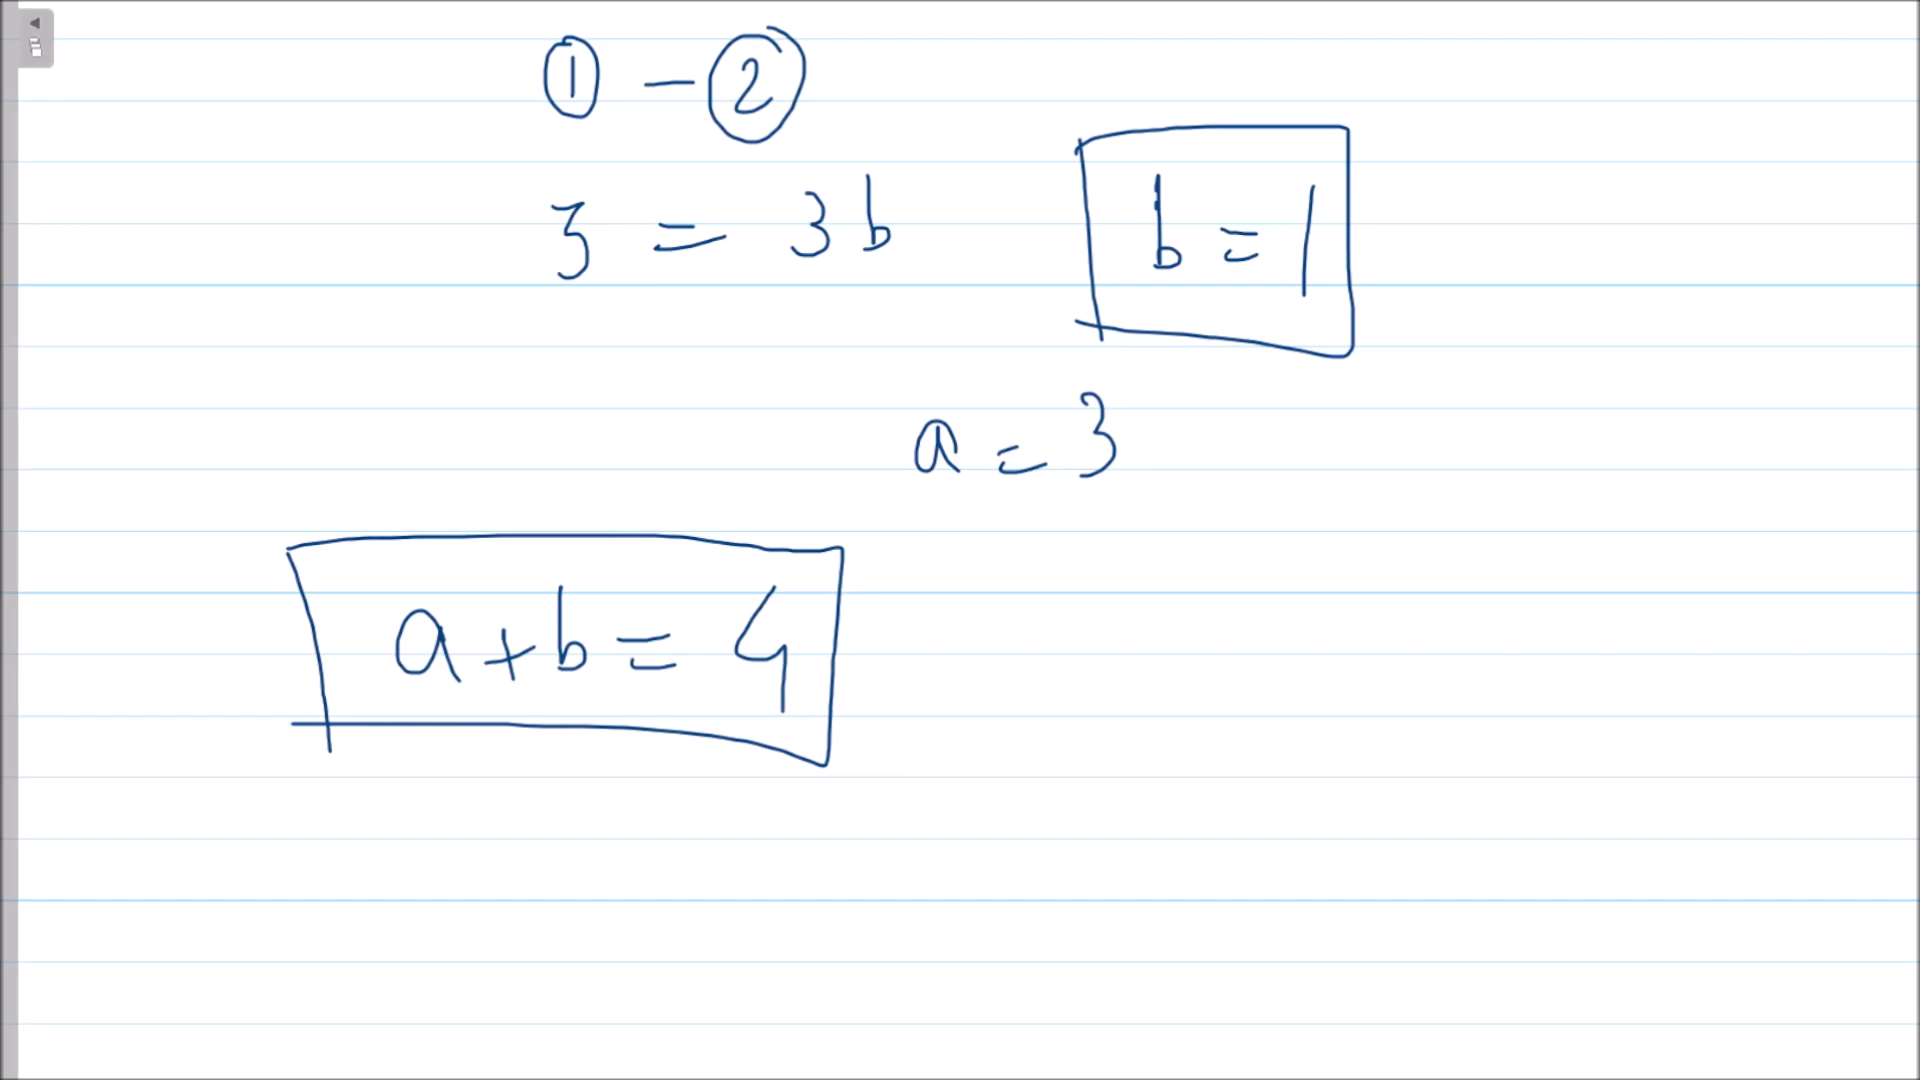 ① - ②
3 = 3b
b = 1
a = 3
a + b = 4